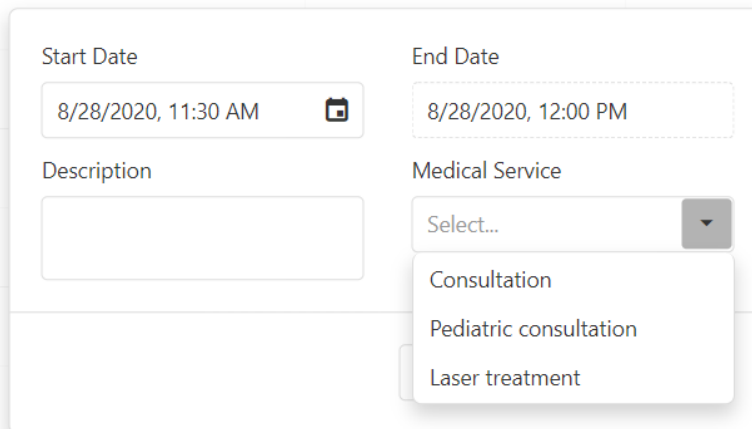 Start Date
End Date
8/28/2020, 11:30 AM
8/28/2020, 12:00 PM
Description
Medical Service
Select...
Consultation
Pediatric consultation
Laser treatment